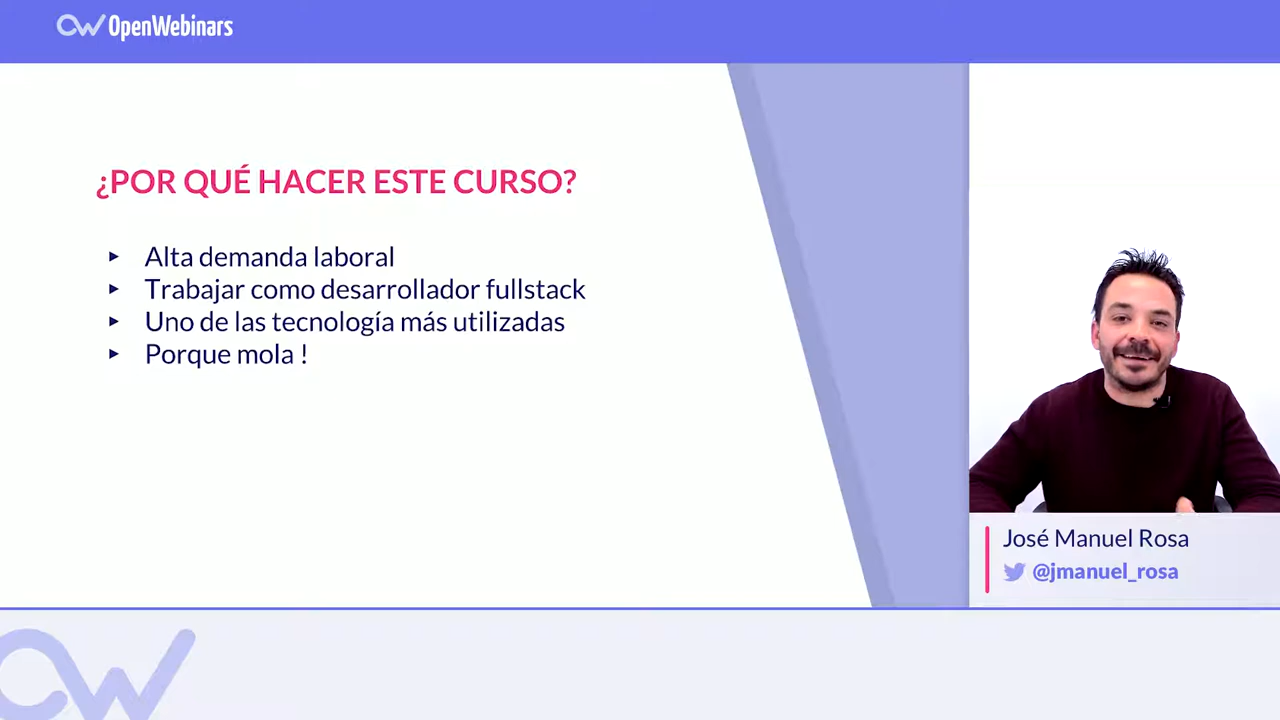 OpenWebinars
¿POR QUÉ HACER ESTE CURSO?
▸ Alta demanda laboral
▸ Trabajar como desarrollador fullstack
▸ Uno de las tecnología más utilizadas
▸ Porque mola !
José Manuel Rosa
@jmanuel_rosa